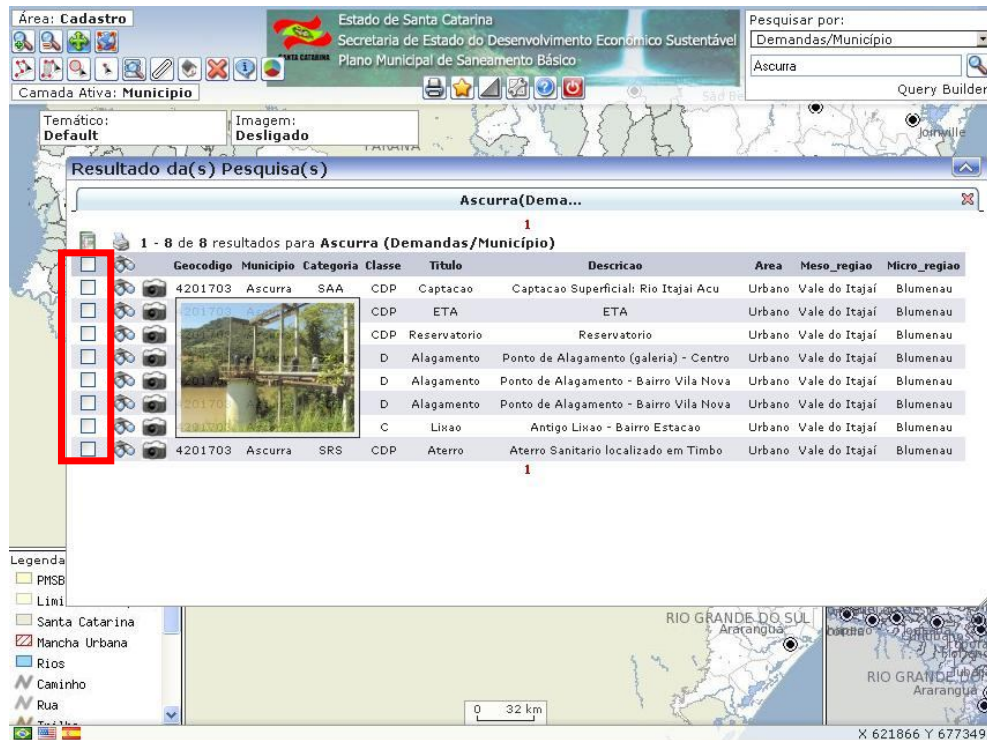 Área: Cadastro
Estado de Santa Catarina
Secretaria de Estado do Desenvolvimento Econômico Sustentável
Plano Municipal de Saneamento Básico
SANTA CATARINA
Pesquisar por:
Demandas/Município
Ascurra
Query Builder
Camada Ativa: Municipio
Temático:
Default
Imagem:
Desligado
Joinville
Resultado da(s) Pesquisa(s)
Ascurra(Dema...
1
1 - 8 de 8 resultados para Ascurra (Demandas/Município)
Geocodigo Municipio Categoria Classe Titulo Descricao Area Meso_regiao Micro_regiao
4201703 Ascurra SAA CDP Captacao Captacao Superficial: Rio Itajai Acu Urbano Vale do Itajaí Blumenau
CDP ETA ETA Urbano Vale do Itajaí Blumenau
CDP Reservatorio Reservatorio Urbano Vale do Itajaí Blumenau
D Alagamento Ponto de Alagamento (galeria) - Centro Urbano Vale do Itajaí Blumenau
D Alagamento Ponto de Alagamento - Bairro Vila Nova Urbano Vale do Itajaí Blumenau
D Alagamento Ponto de Alagamento - Bairro Vila Nova Urbano Vale do Itajaí Blumenau
C Lixao Antigo Lixao - Bairro Estacao Urbano Vale do Itajaí Blumenau
4201703 Ascurra SRS CDP Aterro Aterro Sanitario localizado em Timbo Urbano Vale do Itajaí Blumenau
1
Legenda
PMSB
Limi
Santa Catarina
Mancha Urbana
Rios
Caminho
Rua
RIO GRANDE DO SUL
Araranguá
0 32 km
RIO GRANDE DO
Araranguá
X 621866 Y 677349